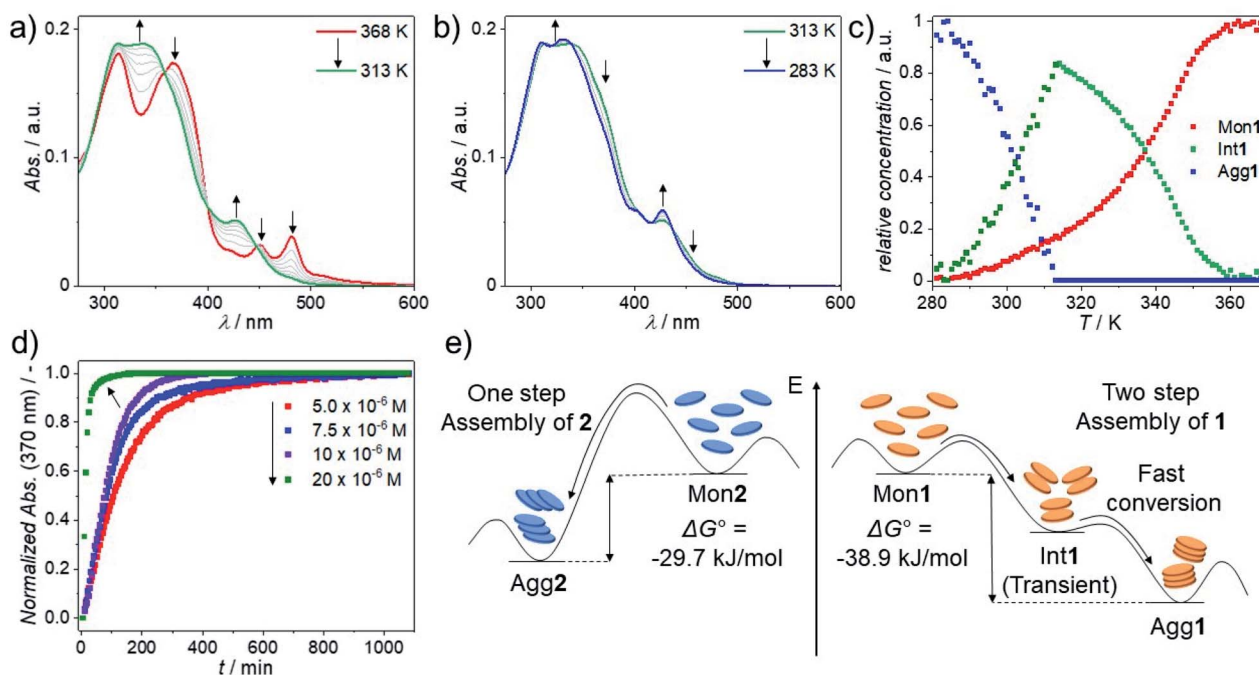 a)
0.2
0.1
0
Abs. / a.u.
368 K
313 K
300 400 500 600
λ / nm
b)
0.2
0.1
0
Abs. / a.u.
313 K
283 K
300 400 500 600
λ / nm
c)
1
0.8
0.6
0.4
0.2
0
relative concentration / a.u.
Mon1
Int1
Agg1
280 300 320 340 360
T / K
d)
1.0
0.8
0.6
0.4
0.2
0.0
Normalized Abs. (370 nm) / -
5.0 x 10⁻⁶ M
7.5 x 10⁻⁶ M
10 x 10⁻⁶ M
20 x 10⁻⁶ M
0 200 400 600 800 1000
t / min
e)
One step
Assembly of 2
E
Two step
Assembly of 1
Fast
conversion
Mon2
ΔG° =
-29.7 kJ/mol
Agg2
Mon1
ΔG° =
-38.9 kJ/mol
Int1
(Transient)
Agg1